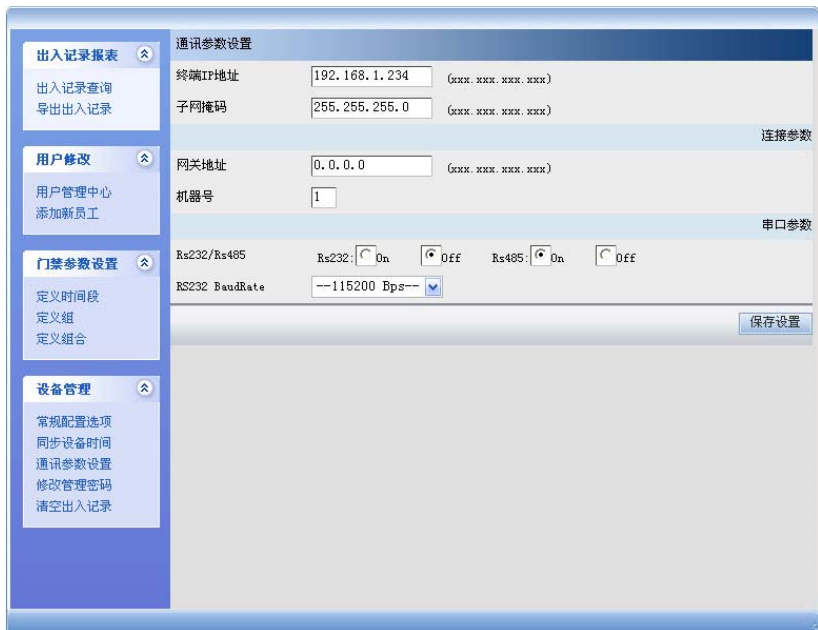 出入记录报表
出入记录查询
导出出入记录
用户修改
用户管理中心
添加新员工
门禁参数设置
定义时间段
定义组
定义组合
设备管理
常规配置选项
同步设备时间
通讯参数设置
修改管理密码
清空出入记录
通讯参数设置
终端IP地址 192.168.1.234 (xxx.xxx.xxx.xxx)
子网掩码 255.255.255.0 (xxx.xxx.xxx.xxx)
连接参数
网关地址 0.0.0.0 (xxx.xxx.xxx.xxx)
机器号 1
串口参数
Rs232/Rs485 Rs232: On Off Rs485: On Off
RS232 BaudRate --115200 Bps--
保存设置